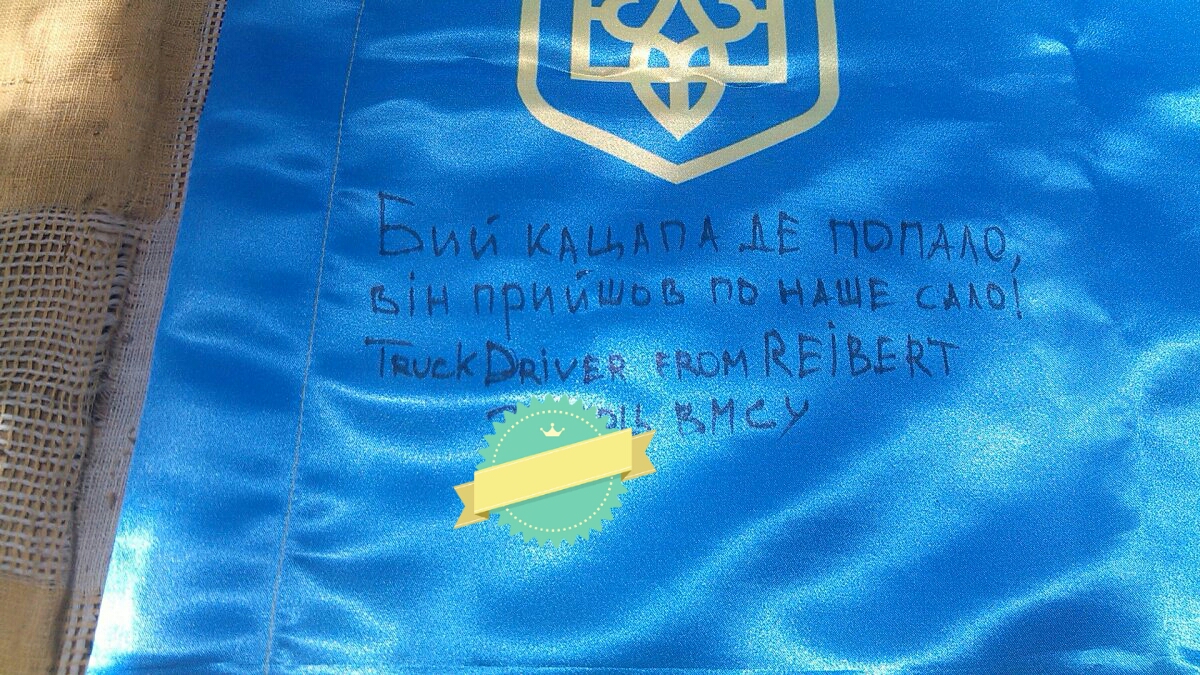 Бий кацапа де попало,
він прийшов по наше сало!
TruckDriver from REIBERT
ВМСУ